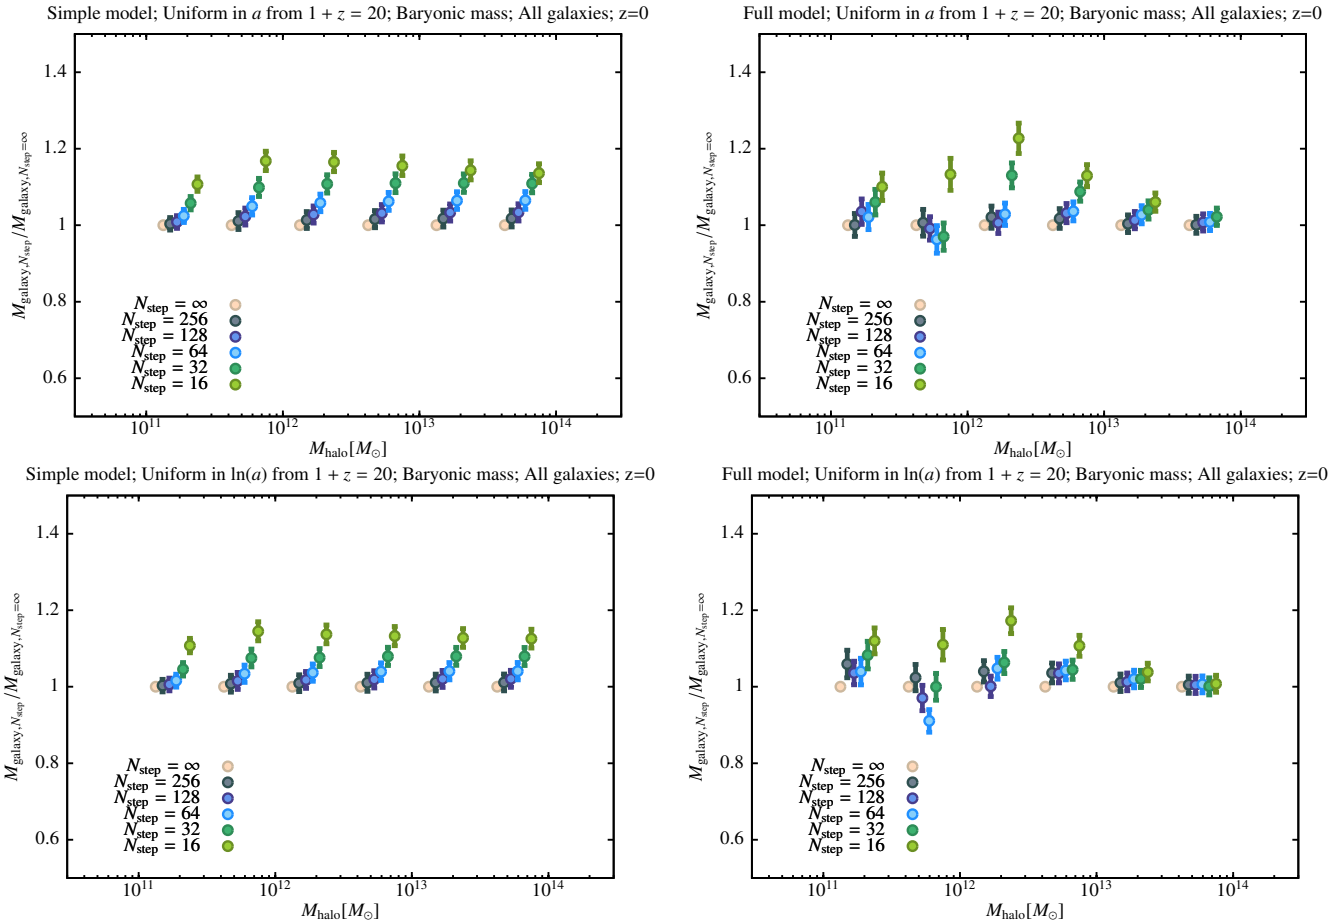 Simple model; Uniform in a from 1 + z = 20; Baryonic mass; All galaxies; z=0
1.4
1.2
1
0.8
0.6
M_galaxy,N_step / M_galaxy,N_step=∞
N_step = ∞
N_step = 256
N_step = 128
N_step = 64
N_step = 32
N_step = 16
10^11 10^12 10^13 10^14
M_halo [M_⊙]
Full model; Uniform in a from 1 + z = 20; Baryonic mass; All galaxies; z=0
1.4
1.2
1
0.8
0.6
M_galaxy,N_step / M_galaxy,N_step=∞
N_step = ∞
N_step = 256
N_step = 128
N_step = 64
N_step = 32
N_step = 16
10^11 10^12 10^13 10^14
M_halo [M_⊙]
Simple model; Uniform in ln(a) from 1 + z = 20; Baryonic mass; All galaxies; z=0
1.4
1.2
1
0.8
0.6
M_galaxy,N_step / M_galaxy,N_step=∞
N_step = ∞
N_step = 256
N_step = 128
N_step = 64
N_step = 32
N_step = 16
10^11 10^12 10^13 10^14
M_halo [M_⊙]
Full model; Uniform in ln(a) from 1 + z = 20; Baryonic mass; All galaxies; z=0
1.4
1.2
1
0.8
0.6
M_galaxy,N_step / M_galaxy,N_step=∞
N_step = ∞
N_step = 256
N_step = 128
N_step = 64
N_step = 32
N_step = 16
10^11 10^12 10^13 10^14
M_halo [M_⊙]